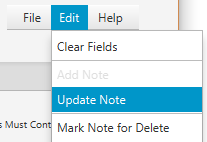 File Edit Help
Clear Fields
Add Note
Update Note
s Must Cont
Mark Note for Delete